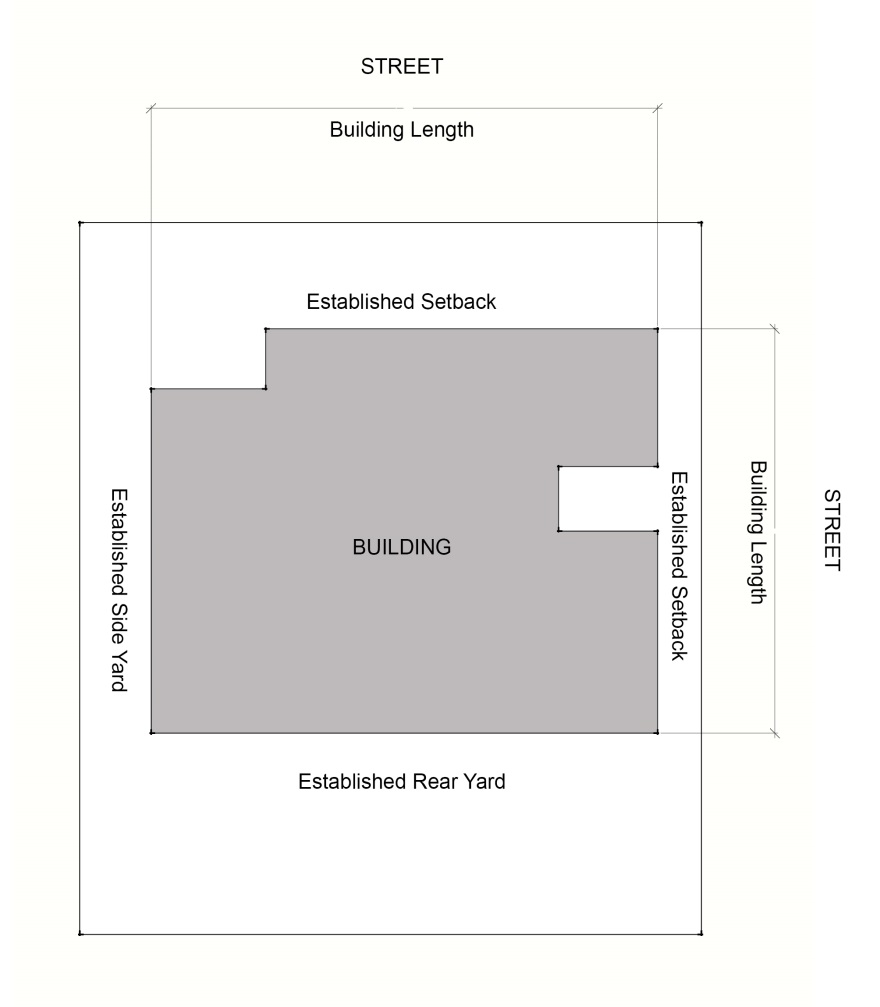 STREET
Building Length
Established Setback
Established Side Yard
BUILDING
Established Setback
Building Length
STREET
Established Rear Yard